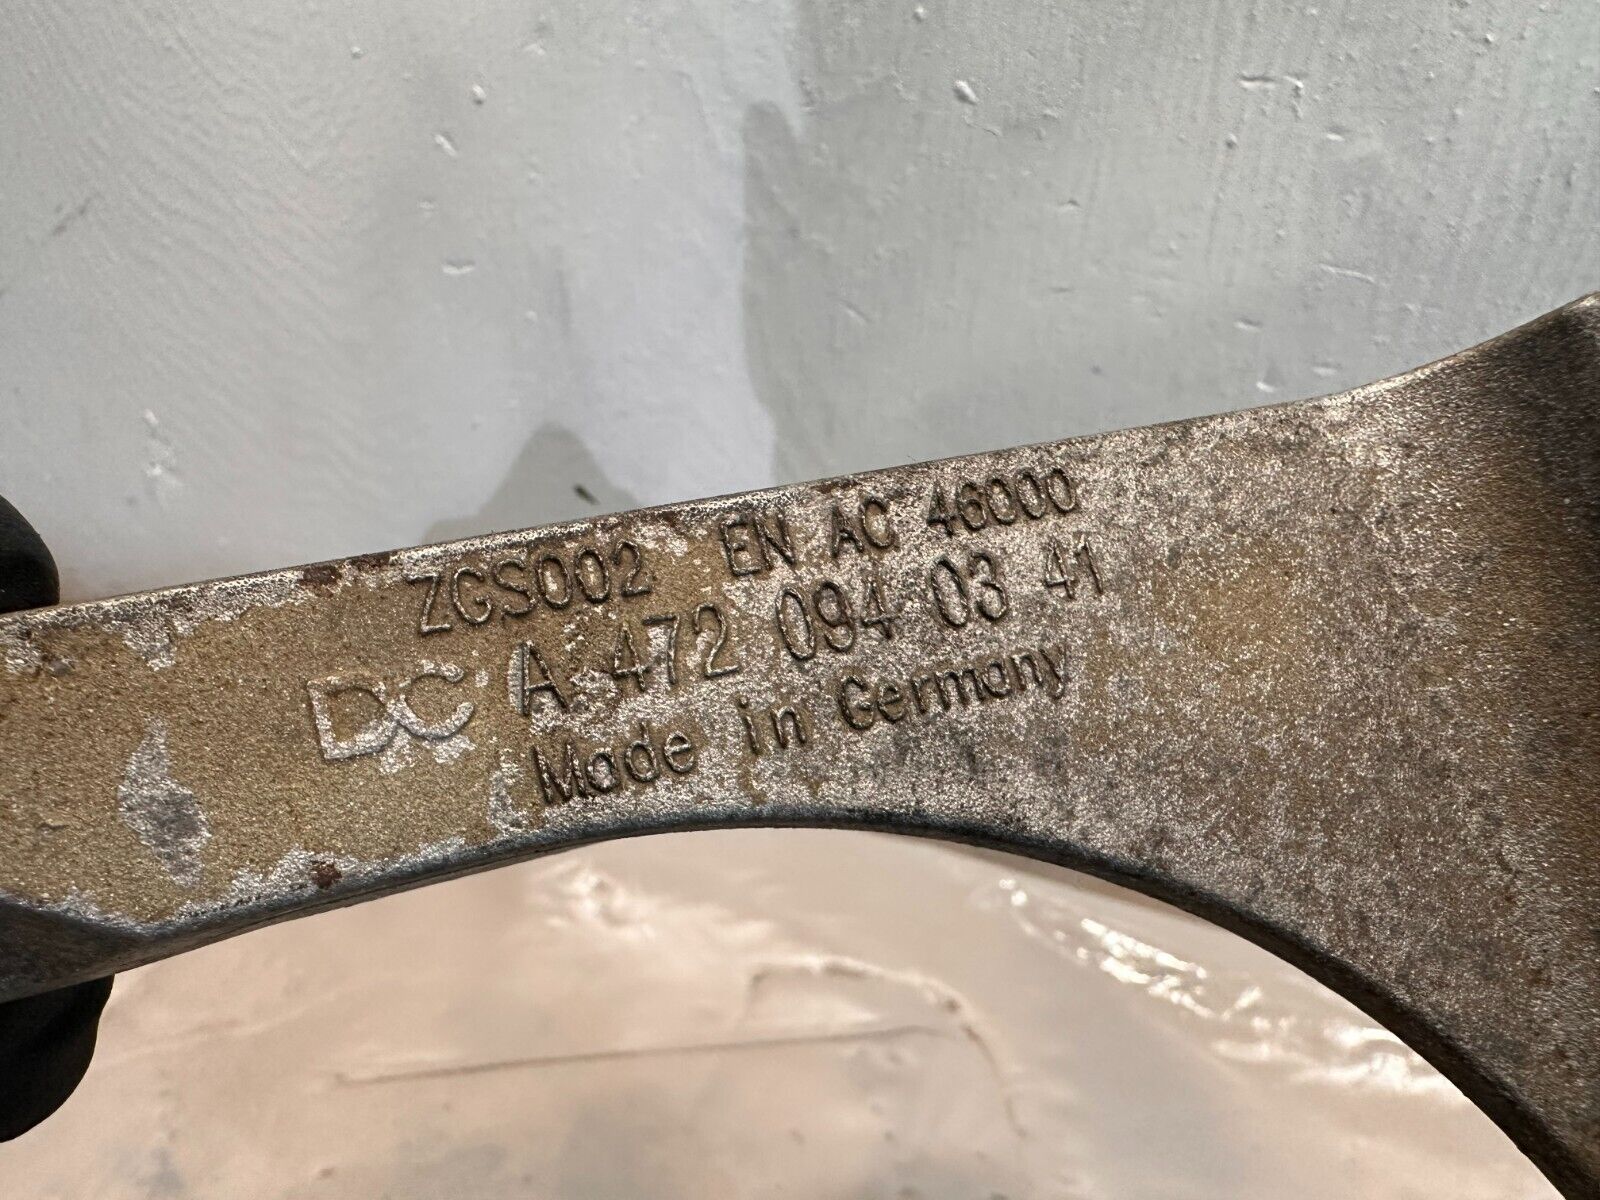 ZGS002 EN AC 46000
DC A 472 094 03 41
Made in Germany